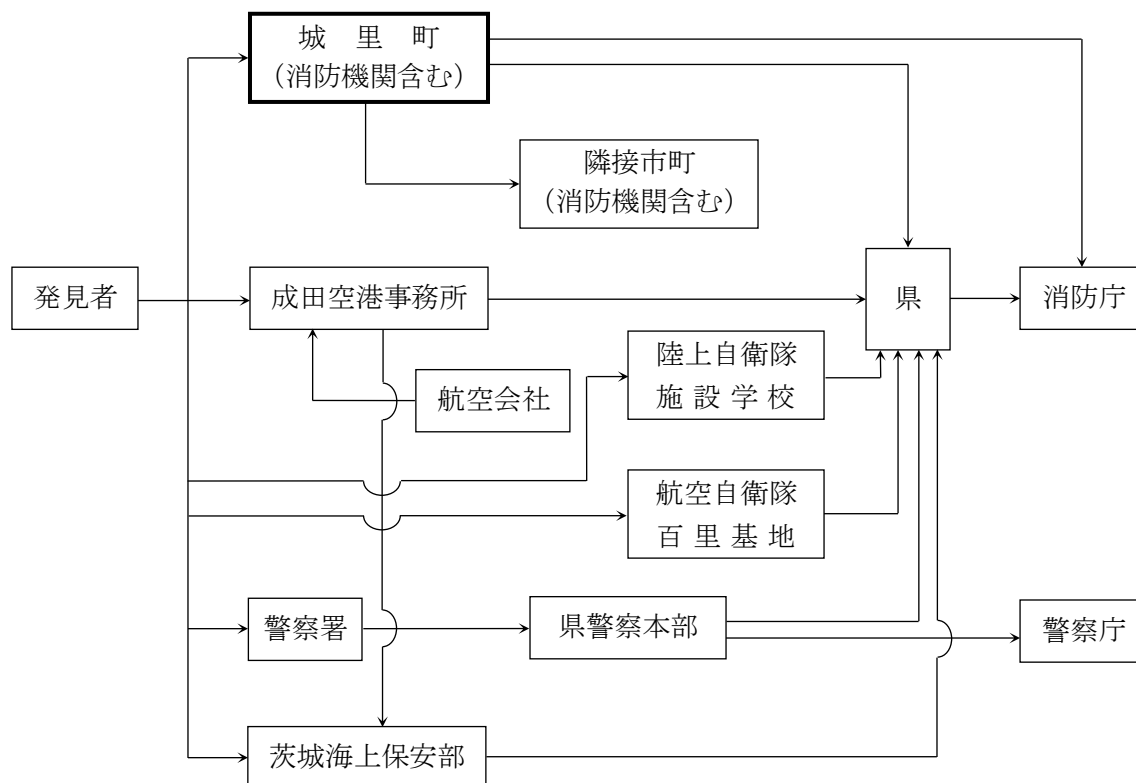 城里町
（消防機関含む）
隣接市町
（消防機関含む）
発見者
成田空港事務所
県
消防庁
陸上自衛隊
施設学校
航空会社
航空自衛隊
百里基地
警察署
県警察本部
警察庁
茨城海上保安部